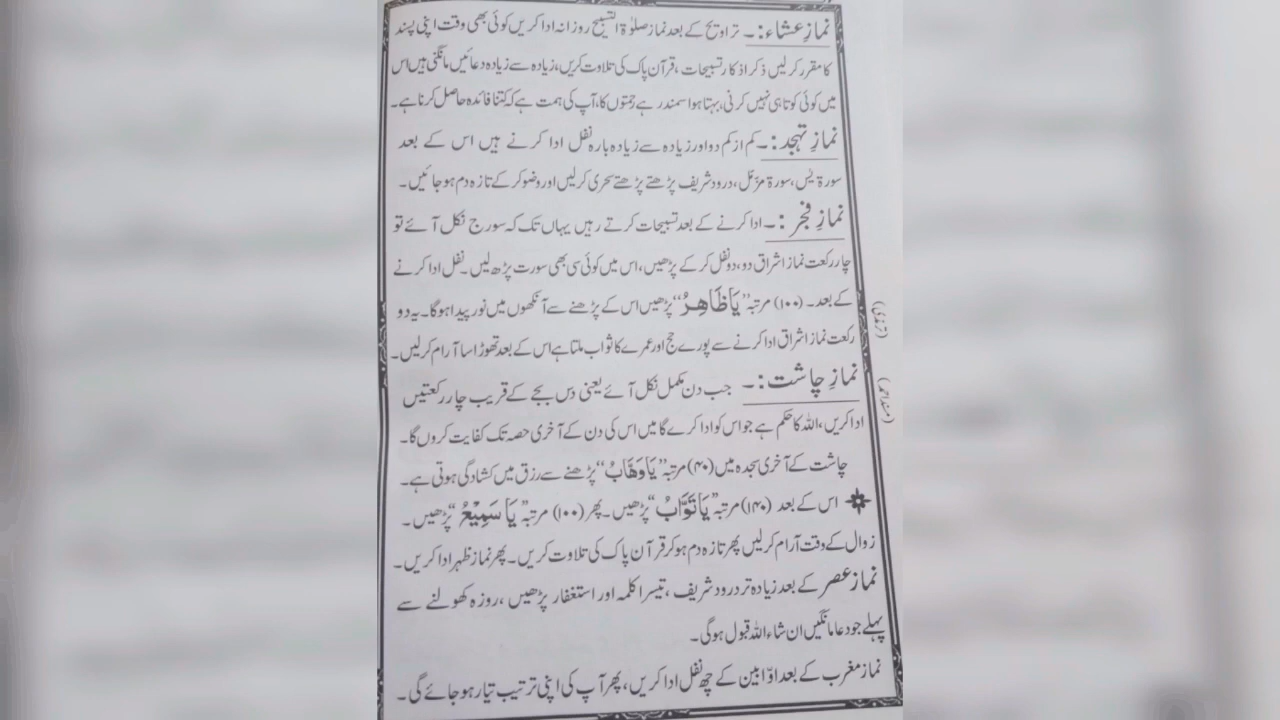 نمازِ عشاء:۔ تراویح کے بعد نماز صلوٰۃ التسبیح روزانہ ادا کریں کوئی بھی وقت اپنی پسند
کا مقرر کرلیں ذکر اذکار تسبیحات، قرآن پاک کی تلاوت کریں، زیادہ سے زیادہ دعائیں مانگنی ہیں اس
میں کوئی کوتاہی نہیں کرنی، بہتا ہوا سمندر ہے رحمتوں کا، آپ کی ہمت ہے کہ کتنا فائدہ حاصل کرنا ہے۔
نمازِ تہجد:۔ کم از کم دو اور زیادہ سے زیادہ بارہ نفل ادا کرنے ہیں اس کے بعد
سورۃ یٰس، سورۃ مزمل، درود شریف پڑھتے پڑھتے سحری کرلیں اور وضو کر کے تازہ دم ہو جائیں۔
نمازِ فجر:۔ ادا کرنے کے بعد تسبیحات کرتے رہیں یہاں تک کہ سورج نکل آئے تو
چار رکعت نماز اشراق دو، دو نفل کر کے پڑھیں، اس میں کوئی سی بھی سورت پڑھ لیں۔ نفل ادا کرنے
کے بعد۔ (۱۰۰) مرتبہ ”یَا ظَاهِرُ“ پڑھیں اس کے پڑھنے سے آنکھوں میں نور پیدا ہوگا۔ یہ دو
(ترمذی)
رکعت نماز اشراق ادا کرنے سے پورے حج اور عمرے کا ثواب ملتا ہے اس کے بعد تھوڑا سا آرام کرلیں۔
نمازِ چاشت:۔ جب دن مکمل نکل آئے یعنی دس بجے کے قریب چار رکعتیں
(مسند احمد)
ادا کریں، اللہ کا حکم ہے جو اس کو ادا کرے گا میں اس کی دن کے آخری حصہ تک کفایت کروں گا۔
چاشت کے آخری سجدہ میں (۴۰) مرتبہ ”یَا وَهَّابُ“ پڑھنے سے رزق میں کشادگی ہوتی ہے۔
اس کے بعد (۱۴۰) مرتبہ ”یَا تَوَّابُ“ پڑھیں۔ پھر (۱۰۰) مرتبہ ”یَا سَمِیْعُ“ پڑھیں۔
زوال کے وقت آرام کرلیں پھر تازہ دم ہو کر قرآن پاک کی تلاوت کریں۔ پھر نماز ظہر ادا کریں۔
نماز عصر کے بعد زیادہ تر درود شریف، تیسرا کلمہ اور استغفار پڑھیں، روزہ کھولنے سے
پہلے جو دعا مانگیں ان شاء اللہ قبول ہوگی۔
نماز مغرب کے بعد اوّابین کے چھ نفل ادا کریں، پھر آپ کی اپنی ترتیب تیار ہو جائے گی۔